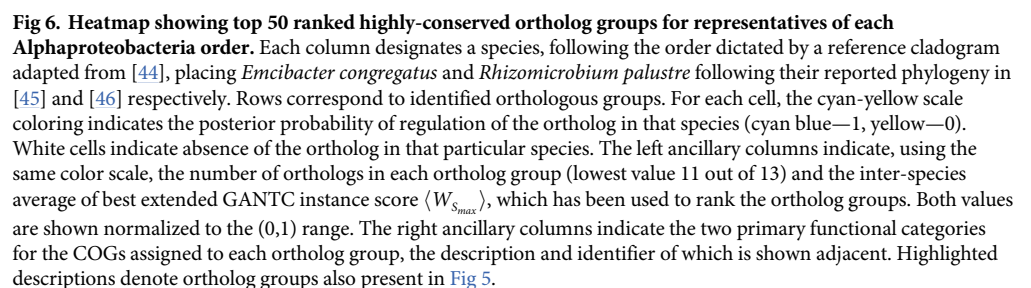 Fig 6. Heatmap showing top 50 ranked highly-conserved ortholog groups for representatives of each
Alphaproteobacteria order. Each column designates a species, following the order dictated by a reference cladogram
adapted from [44], placing Emcibacter congregatus and Rhizomicrobium palustre following their reported phylogeny in
[45] and [46] respectively. Rows correspond to identified orthologous groups. For each cell, the cyan-yellow scale
coloring indicates the posterior probability of regulation of the ortholog in that species (cyan blue—1, yellow—0).
White cells indicate absence of the ortholog in that particular species. The left ancillary columns indicate, using the
same color scale, the number of orthologs in each ortholog group (lowest value 11 out of 13) and the inter-species
average of best extended GANTC instance score ⟨W_{S_{max}}⟩, which has been used to rank the ortholog groups. Both values
are shown normalized to the (0,1) range. The right ancillary columns indicate the two primary functional categories
for the COGs assigned to each ortholog group, the description and identifier of which is shown adjacent. Highlighted
descriptions denote ortholog groups also present in Fig 5.